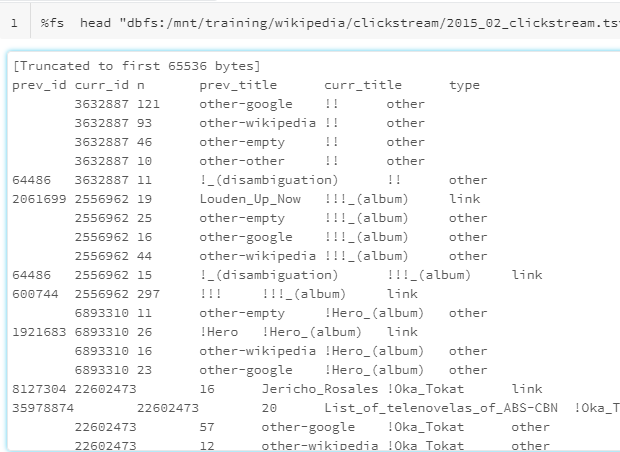 1 %fs head "dbfs:/mnt/training/wikipedia/clickstream/2015_02_clickstream.tsv
[Truncated to first 65536 bytes]
prev_id curr_id n prev_title curr_title type
3632887 121 other-google !! other
3632887 93 other-wikipedia !! other
3632887 46 other-empty !! other
3632887 10 other-other !! other
64486 3632887 11 !_(disambiguation) !! other
2061699 2556962 19 Louden_Up_Now !!!_(album) link
2556962 25 other-empty !!!_(album) other
2556962 16 other-google !!!_(album) other
2556962 44 other-wikipedia !!!_(album) other
64486 2556962 15 !_(disambiguation) !!!_(album) link
600744 2556962 297 !!! !!!_(album) link
6893310 11 other-empty !Hero_(album) other
1921683 6893310 26 !Hero !Hero_(album) link
6893310 16 other-wikipedia !Hero_(album) other
6893310 23 other-google !Hero_(album) other
8127304 22602473 16 Jericho_Rosales !Oka_Tokat link
35978874 22602473 20 List_of_telenovelas_of_ABS-CBN !Oka_T
22602473 57 other-google !Oka_Tokat other
22602473 12 other-wikipedia !Oka_Tokat other